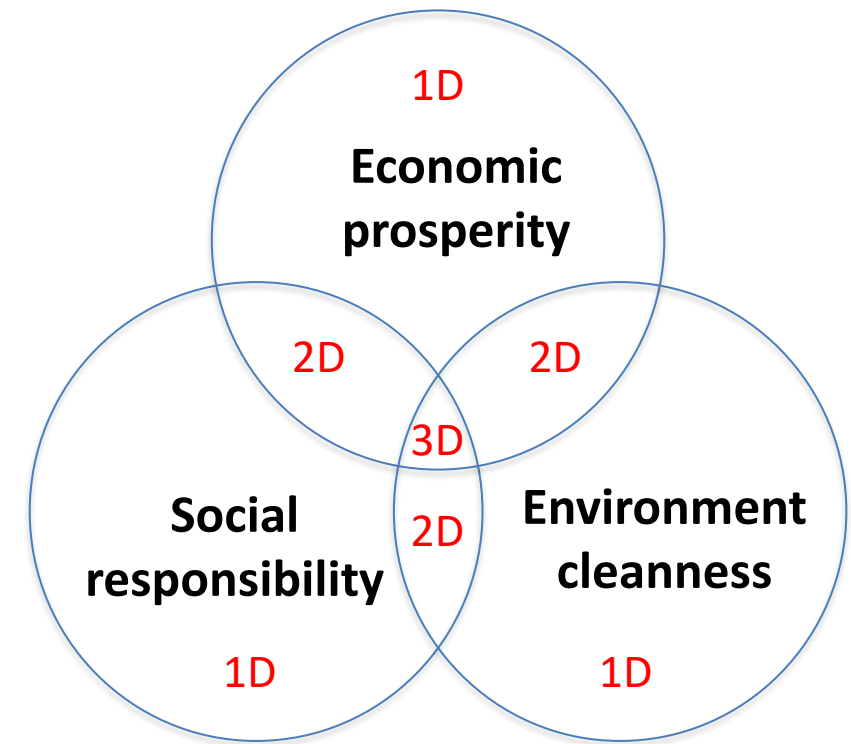 1D
Economic
prosperity
2D
2D
3D
Social
responsibility
2D
Environment
cleanness
1D
1D